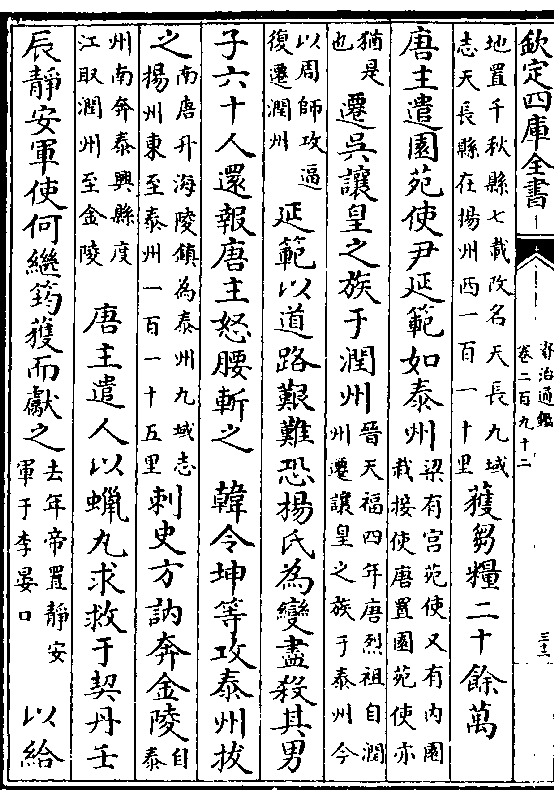 欽定四庫全書
資治通鑑
卷二百九十二
三十二
地置千秋縣七載改名天長九域
志天長縣在揚州西一百一十里
獲芻糧二十餘萬
唐主遣園苑使尹延範如泰州
梁有宮苑使又有內園
栽接使唐置園苑使亦
猶是
也
遷吳讓皇之族于潤州
晉天福四年唐烈祖自潤
州遷讓皇之族于泰州今
以周師攻逼
復遷潤州
延範以道路艱難恐楊氏為變盡殺其男
子六十人還報唐主怒腰斬之
韓令坤等攻泰州拔
之
南唐升海陵鎮為泰州九域志
揚州東至泰州一百一十五里
刺史方訥奔金陵
自
泰
州南奔泰興縣度
江取潤州至金陵
唐主遣人以蠟丸求救于契丹壬
辰靜安軍使何繼筠獲而獻之
去年帝置靜安
軍于李晏口
以給